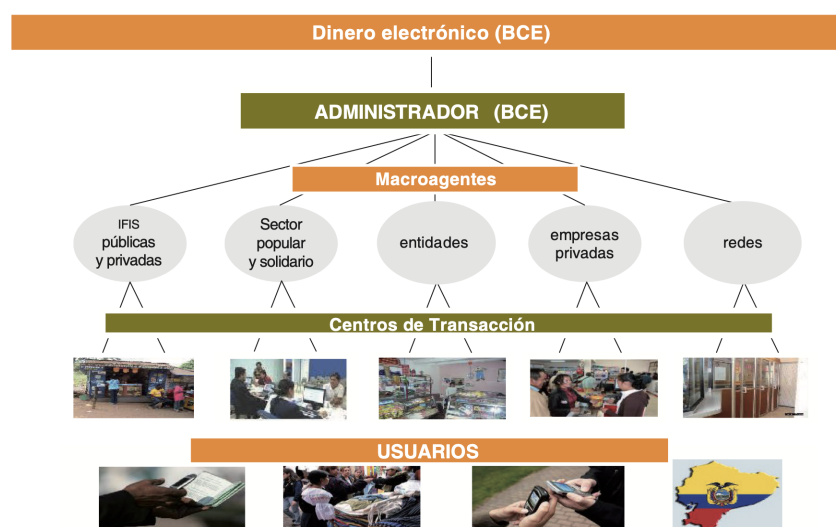 Dinero electrónico (BCE)
ADMINISTRADOR (BCE)
Macroagentes
IFIS
públicas
y privadas
Sector
popular
y solidario
entidades
empresas
privadas
redes
Centros de Transacción
USUARIOS